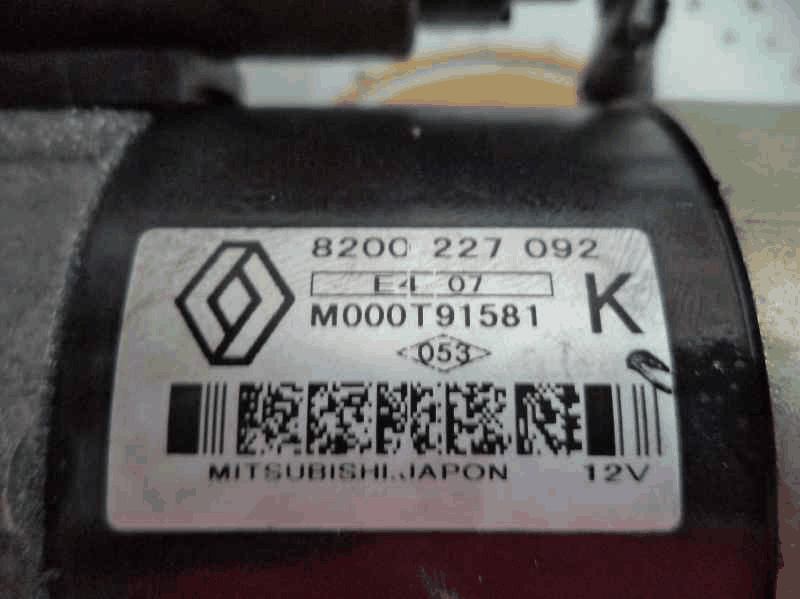 8200 227 092
E4 07
M000T91581
K
053
MITSUBISHI JAPON
12V